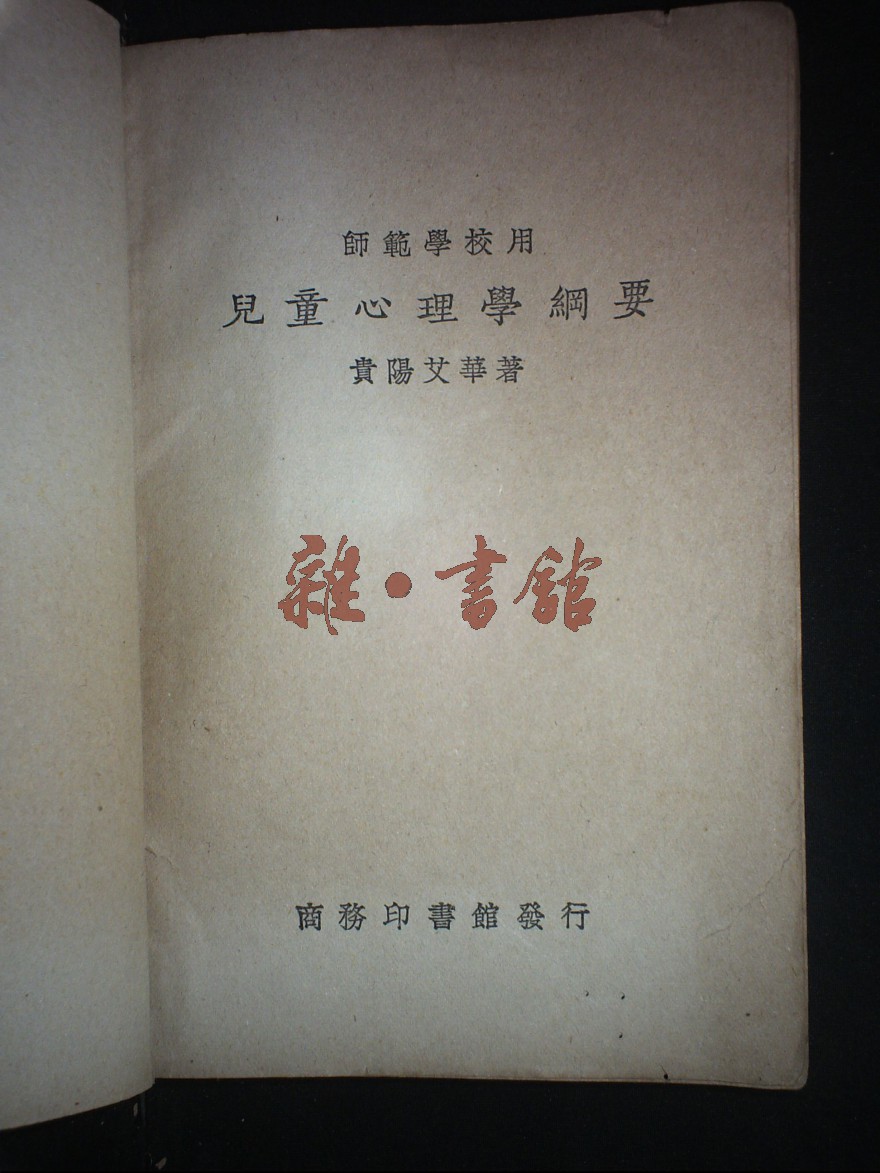 師範學校用
兒童心理學綱要
貴陽艾華著
雜·書館
商務印書館發行